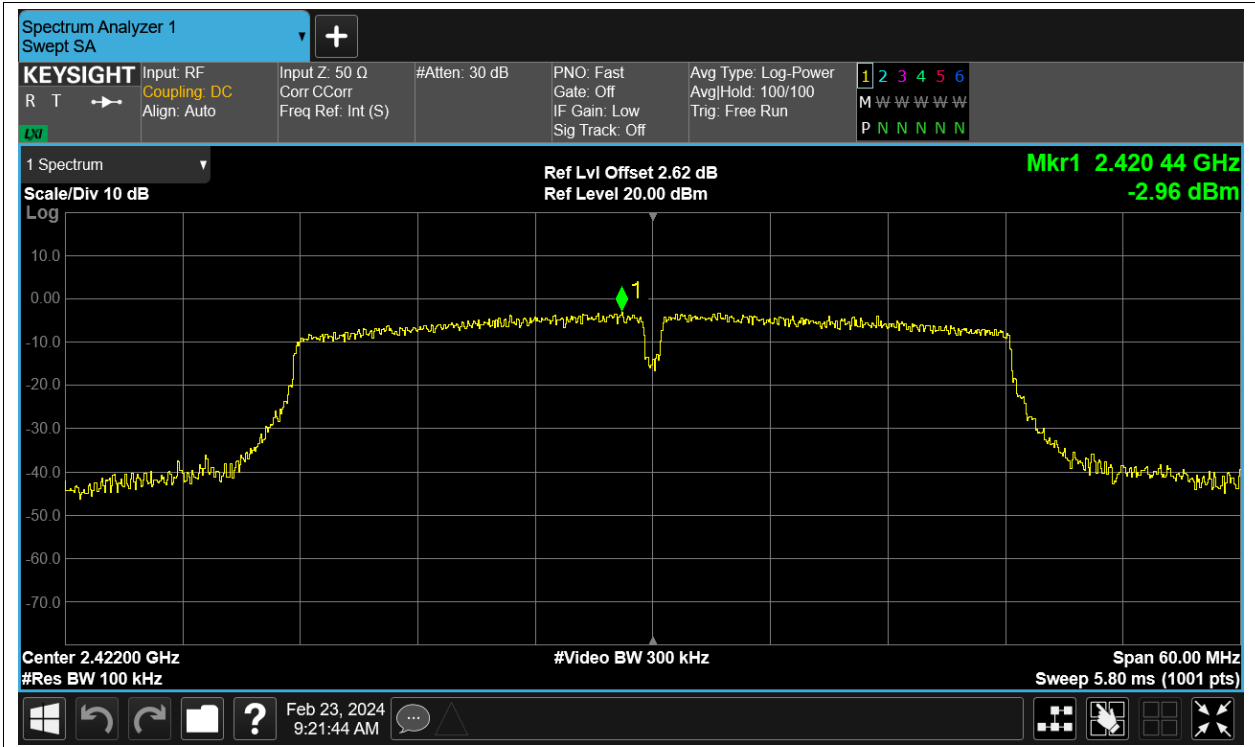 Spectrum Analyzer 1
Swept SA
KEYSIGHT
R T
LXI
Input: RF
Coupling: DC
Align: Auto
Input Z: 50 Ω
Corr CCorr
Freq Ref: Int (S)
#Atten: 30 dB
PNO: Fast
Gate: Off
IF Gain: Low
Sig Track: Off
Avg Type: Log-Power
Avg|Hold: 100/100
Trig: Free Run
1 2 3 4 5 6
M W W W W W
P N N N N N
1 Spectrum
Scale/Div 10 dB
Log
Ref Lvl Offset 2.62 dB
Ref Level 20.00 dBm
Mkr1 2.420 44 GHz
-2.96 dBm
1
10.0
0.00
-10.0
-20.0
-30.0
-40.0
-50.0
-60.0
-70.0
Center 2.42200 GHz
#Res BW 100 kHz
#Video BW 300 kHz
Span 60.00 MHz
Sweep 5.80 ms (1001 pts)
?
Feb 23, 2024
9:21:44 AM